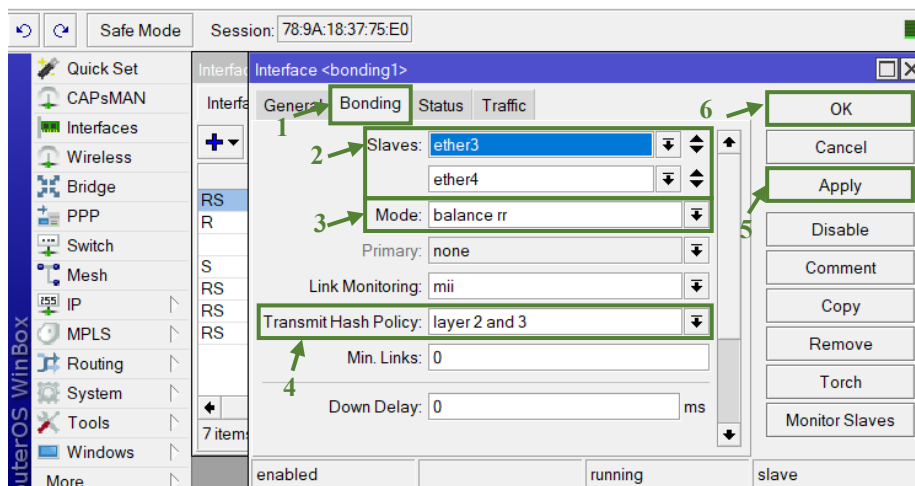 Safe Mode Session: 78:9A:18:37:75:E0
Quick Set
CAPsMAN
Interfaces
Wireless
Bridge
PPP
Switch
Mesh
IP
MPLS
Routing
System
Tools
Windows
More
RouterOS WinBox
Interfa
Interfa
RS
R
S
RS
RS
RS
7 items
Interface <bonding1>
General Bonding Status Traffic
1
2
Slaves: ether3
ether4
3
Mode: balance rr
Primary: none
Link Monitoring: mii
Transmit Hash Policy: layer 2 and 3
4
Min. Links: 0
Down Delay: 0 ms
6
OK
Cancel
5
Apply
Disable
Comment
Copy
Remove
Torch
Monitor Slaves
enabled running slave